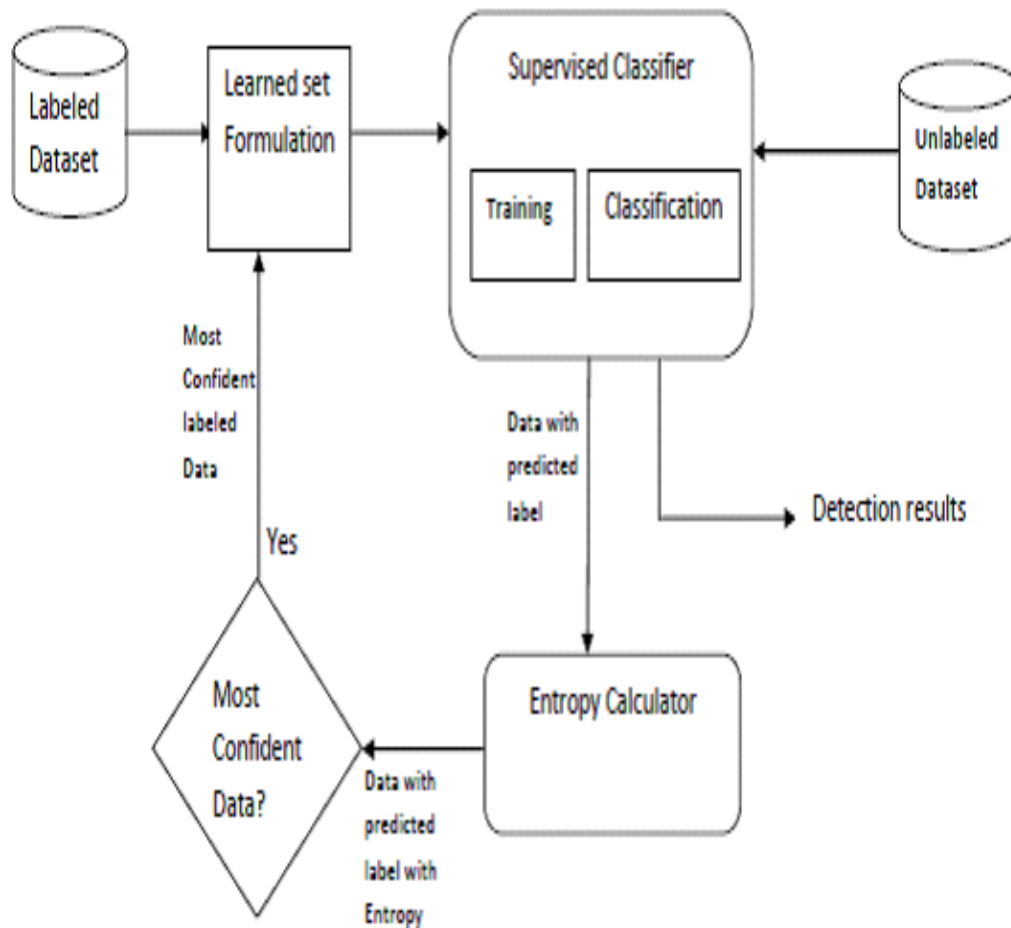 Labeled
Dataset
Learned set
Formulation
Supervised Classifier
Training
Classification
Unlabeled
Dataset
Most
Confident
labeled
Data
Yes
Data with
predicted
label
Detection results
Most
Confident
Data?
Entropy Calculator
Data with
predicted
label with
Entropy